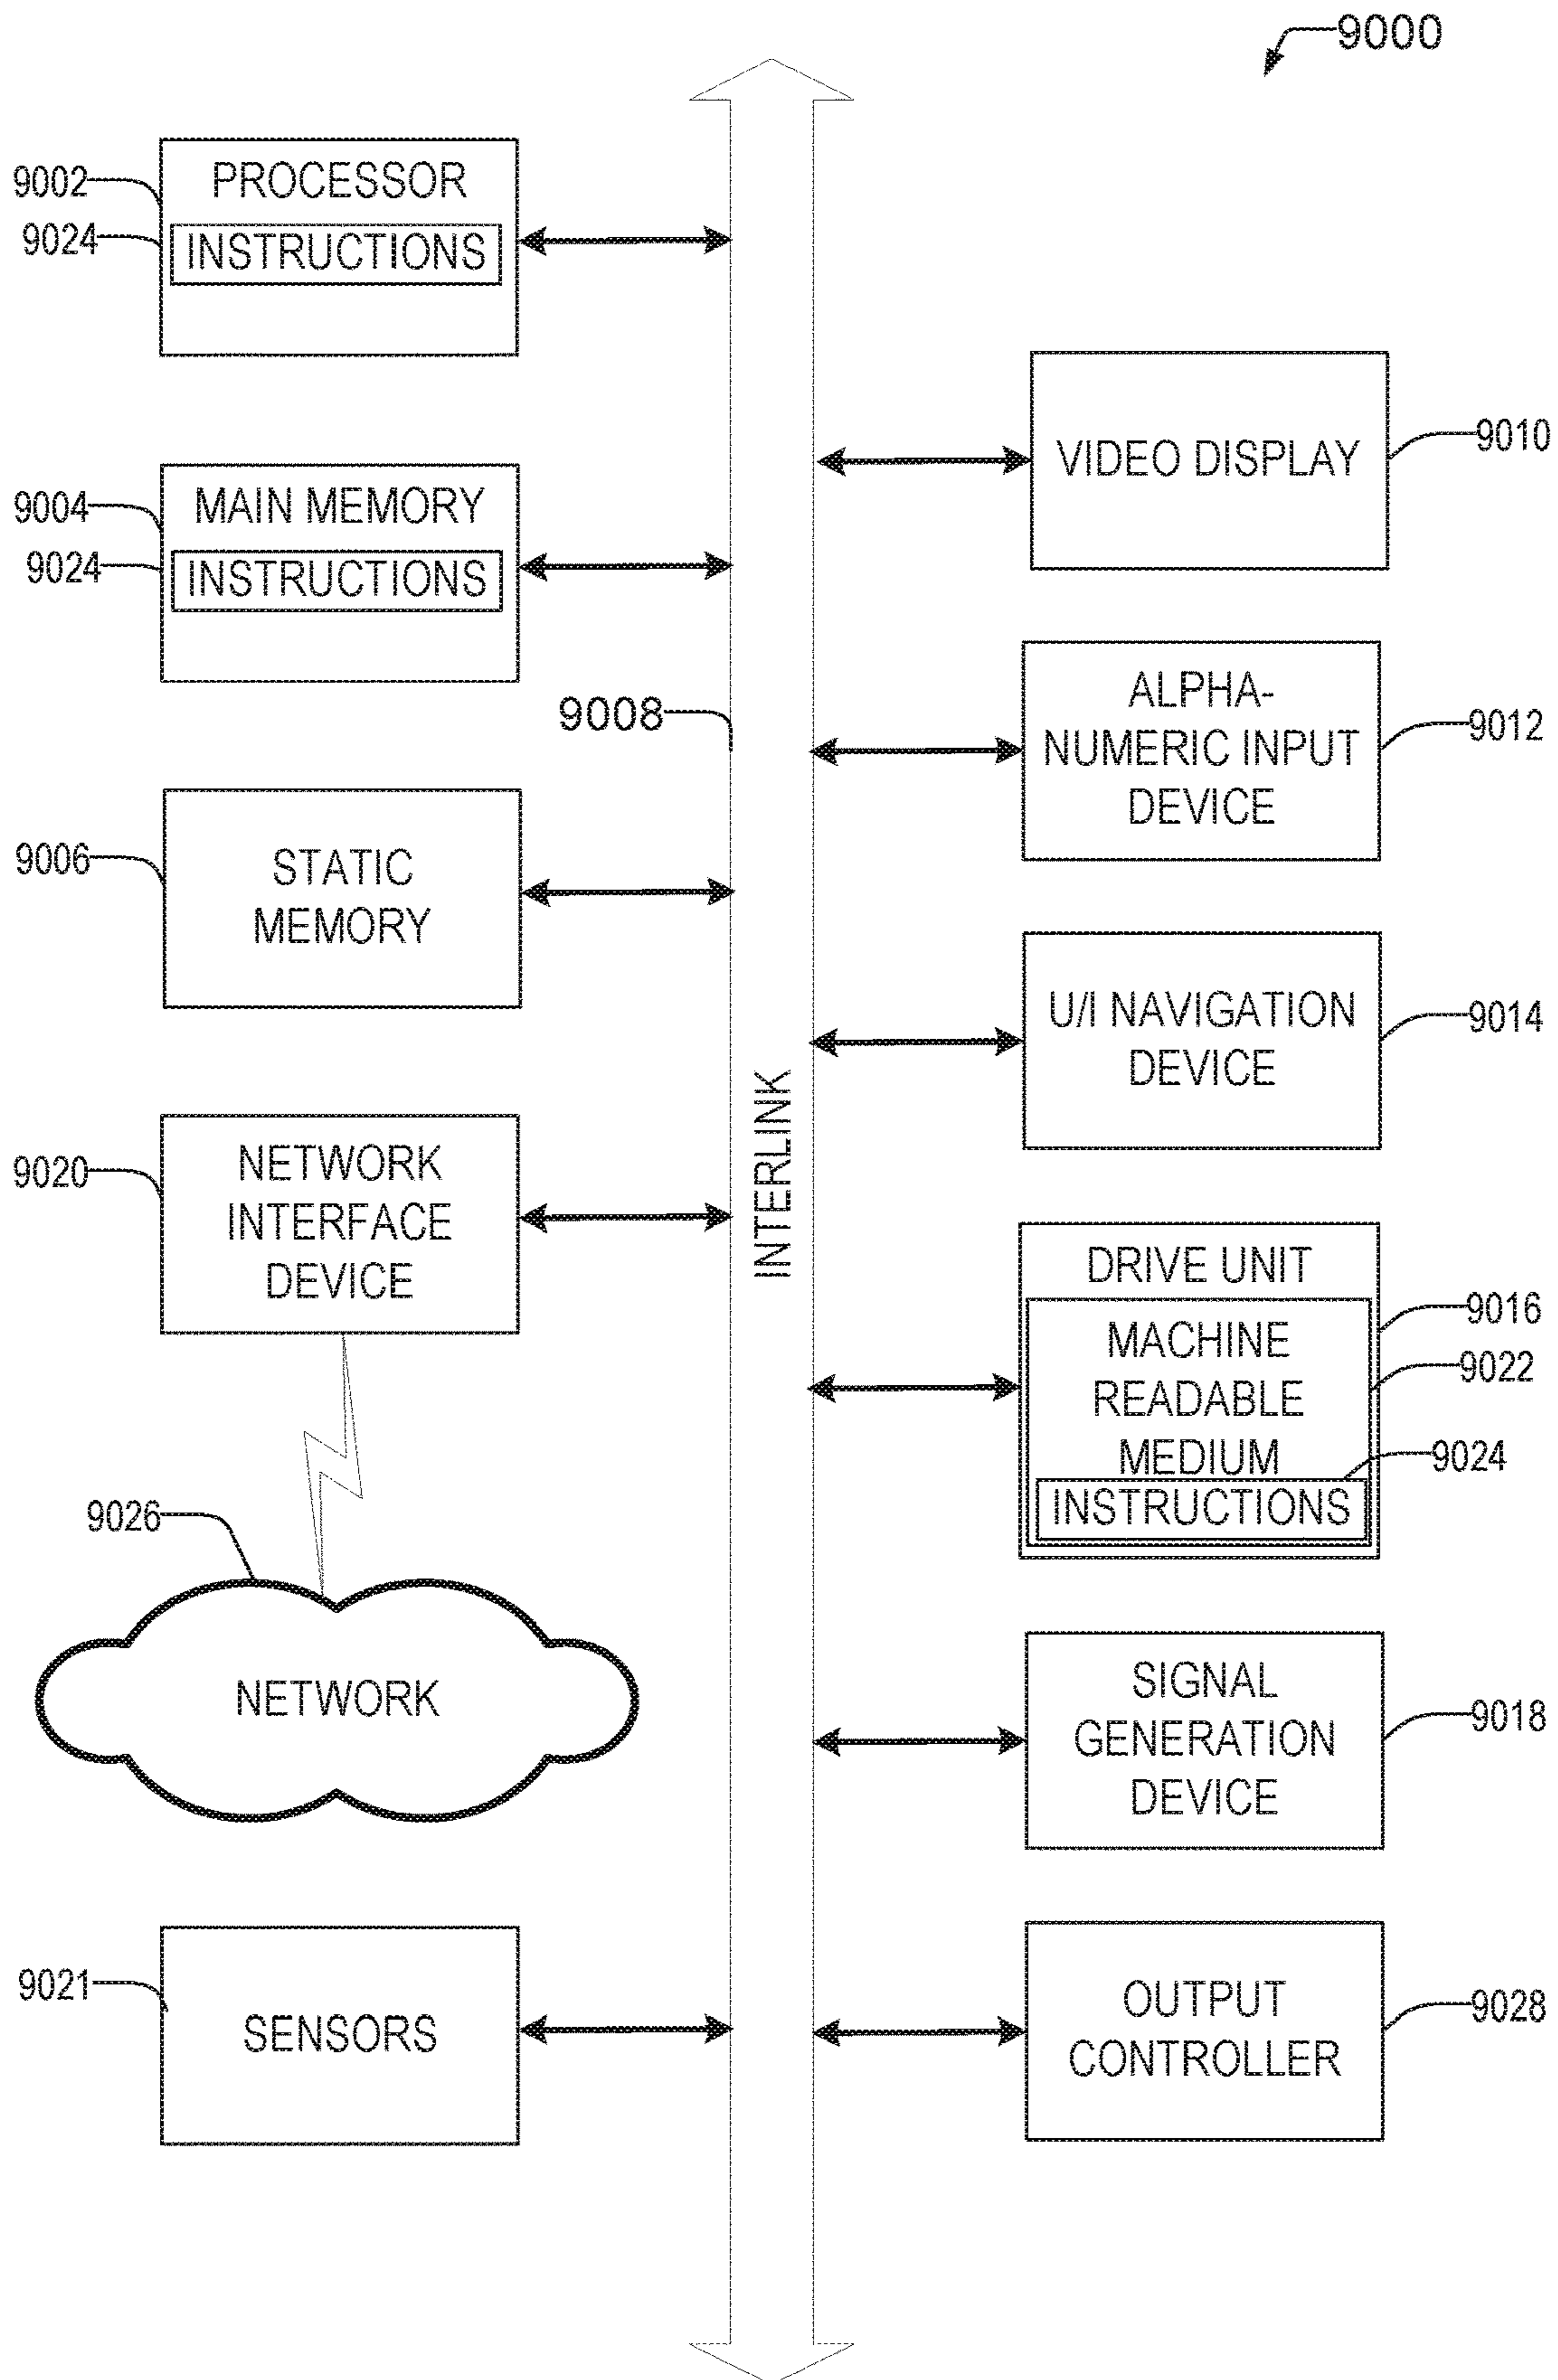 9000
9002
PROCESSOR
9024
INSTRUCTIONS
9004
MAIN MEMORY
9024
INSTRUCTIONS
9008
9006
STATIC
MEMORY
9020
NETWORK
INTERFACE
DEVICE
9026
NETWORK
9021
SENSORS
INTERLINK
VIDEO DISPLAY
9010
ALPHA-
NUMERIC INPUT
DEVICE
9012
U/I NAVIGATION
DEVICE
9014
DRIVE UNIT
9016
MACHINE
READABLE
MEDIUM
9022
9024
INSTRUCTIONS
SIGNAL
GENERATION
DEVICE
9018
OUTPUT
CONTROLLER
9028